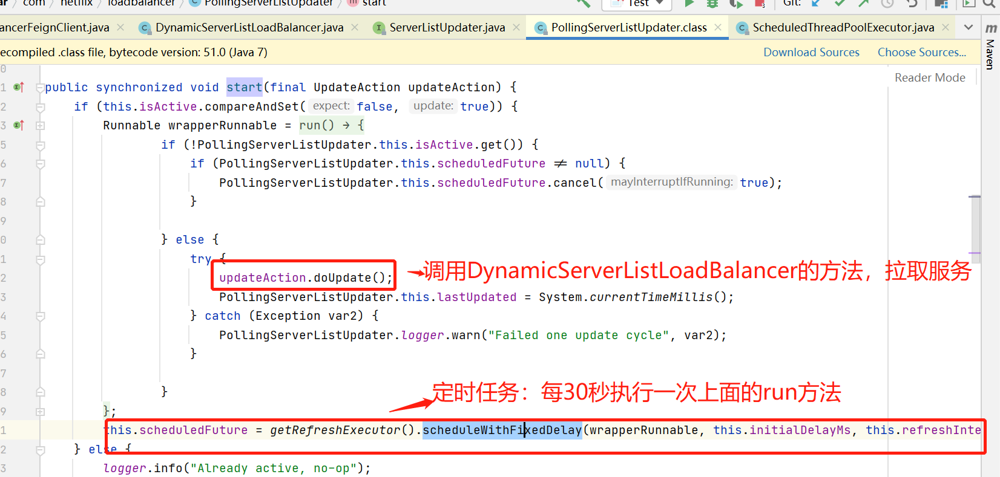 com netflix loadbalancer PollingServerListUpdater start Test Git:
ancerFeignClient.java DynamicServerListLoadBalancer.java ServerListUpdater.java PollingServerListUpdater.class ScheduledThreadPoolExecutor.java m
ecompiled .class file, bytecode version: 51.0 (Java 7) Download Sources Choose Sources... Maven
0 Reader Mode
1 public synchronized void start(final UpdateAction updateAction) {
2 if (this.isActive.compareAndSet( expect: false, update: true)) {
3 Runnable wrapperRunnable = run() → {
5 if (!PollingServerListUpdater.this.isActive.get()) {
6 if (PollingServerListUpdater.this.scheduledFuture ≠ null) {
7 PollingServerListUpdater.this.scheduledFuture.cancel( mayInterruptIfRunning: true);
8 }
9
0 } else {
1 try {
2 updateAction.doUpdate(); 调用DynamicServerListLoadBalancer的方法，拉取服务
3 PollingServerListUpdater.this.lastUpdated = System.currentTimeMillis();
4 } catch (Exception var2) {
5 PollingServerListUpdater.logger.warn("Failed one update cycle", var2);
6 }
7
8 }
定时任务：每30秒执行一次上面的run方法
9 };
1 this.scheduledFuture = getRefreshExecutor().scheduleWithFixedDelay(wrapperRunnable, this.initialDelayMs, this.refreshInte
2 } else {
3 logger.info("Already active, no-op");